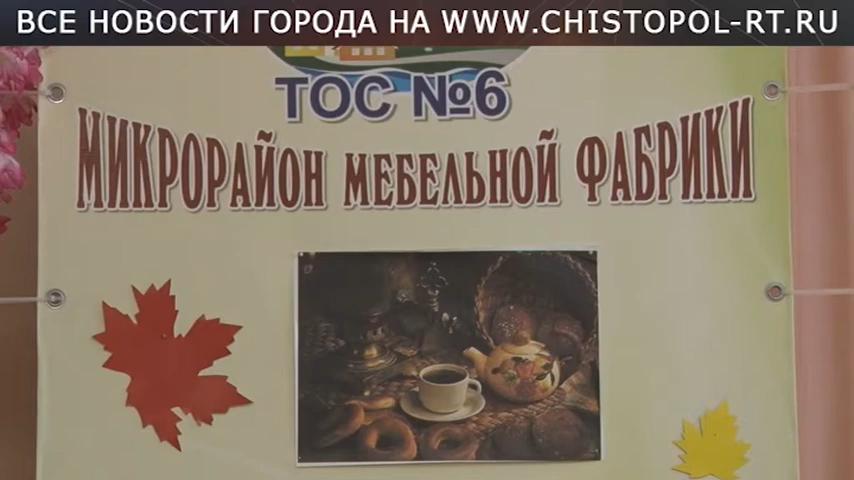 ВСЕ НОВОСТИ ГОРОДА НА WWW.CHISTOPOL-RT.RU
ТОС №6
МИКРОРАЙОН МЕБЕЛЬНОЙ ФАБРИКИ